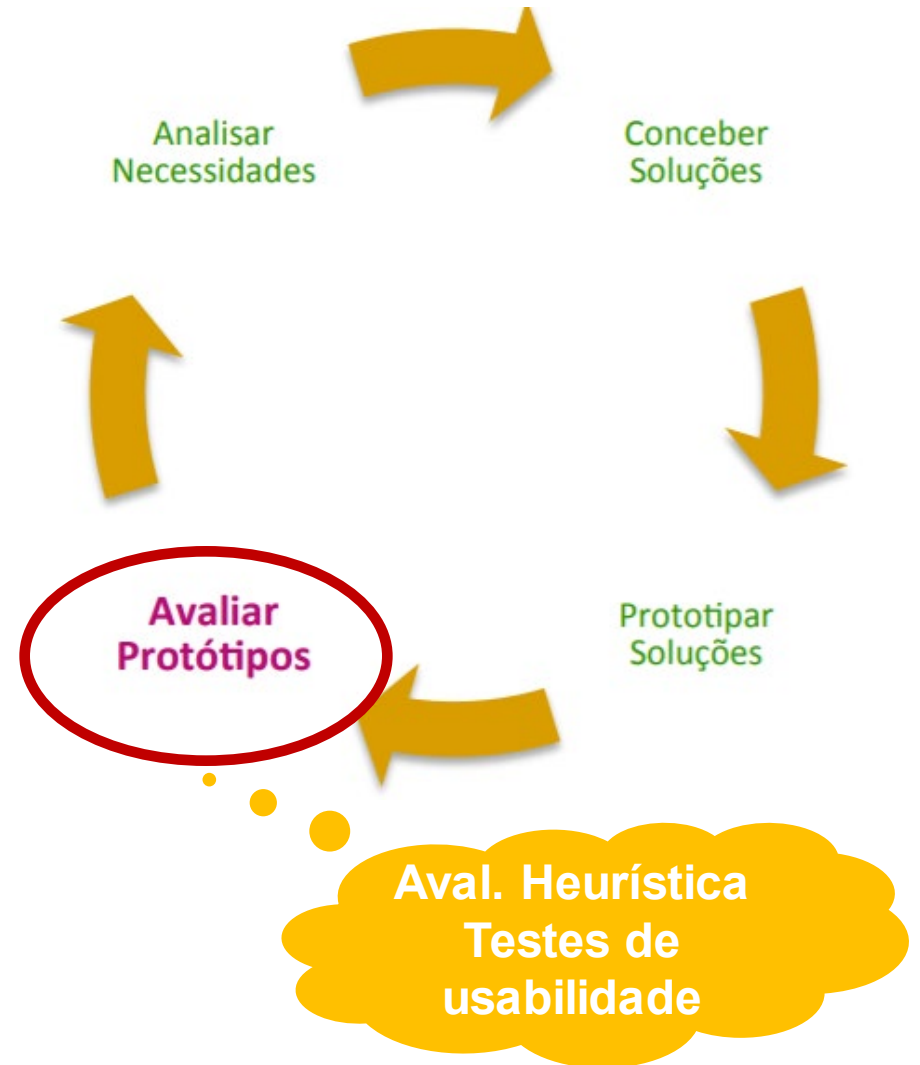 Analisar
Necessidades
Conceber
Soluções
Avaliar
Protótipos
Prototipar
Soluções
Aval. Heurística
Testes de
usabilidade